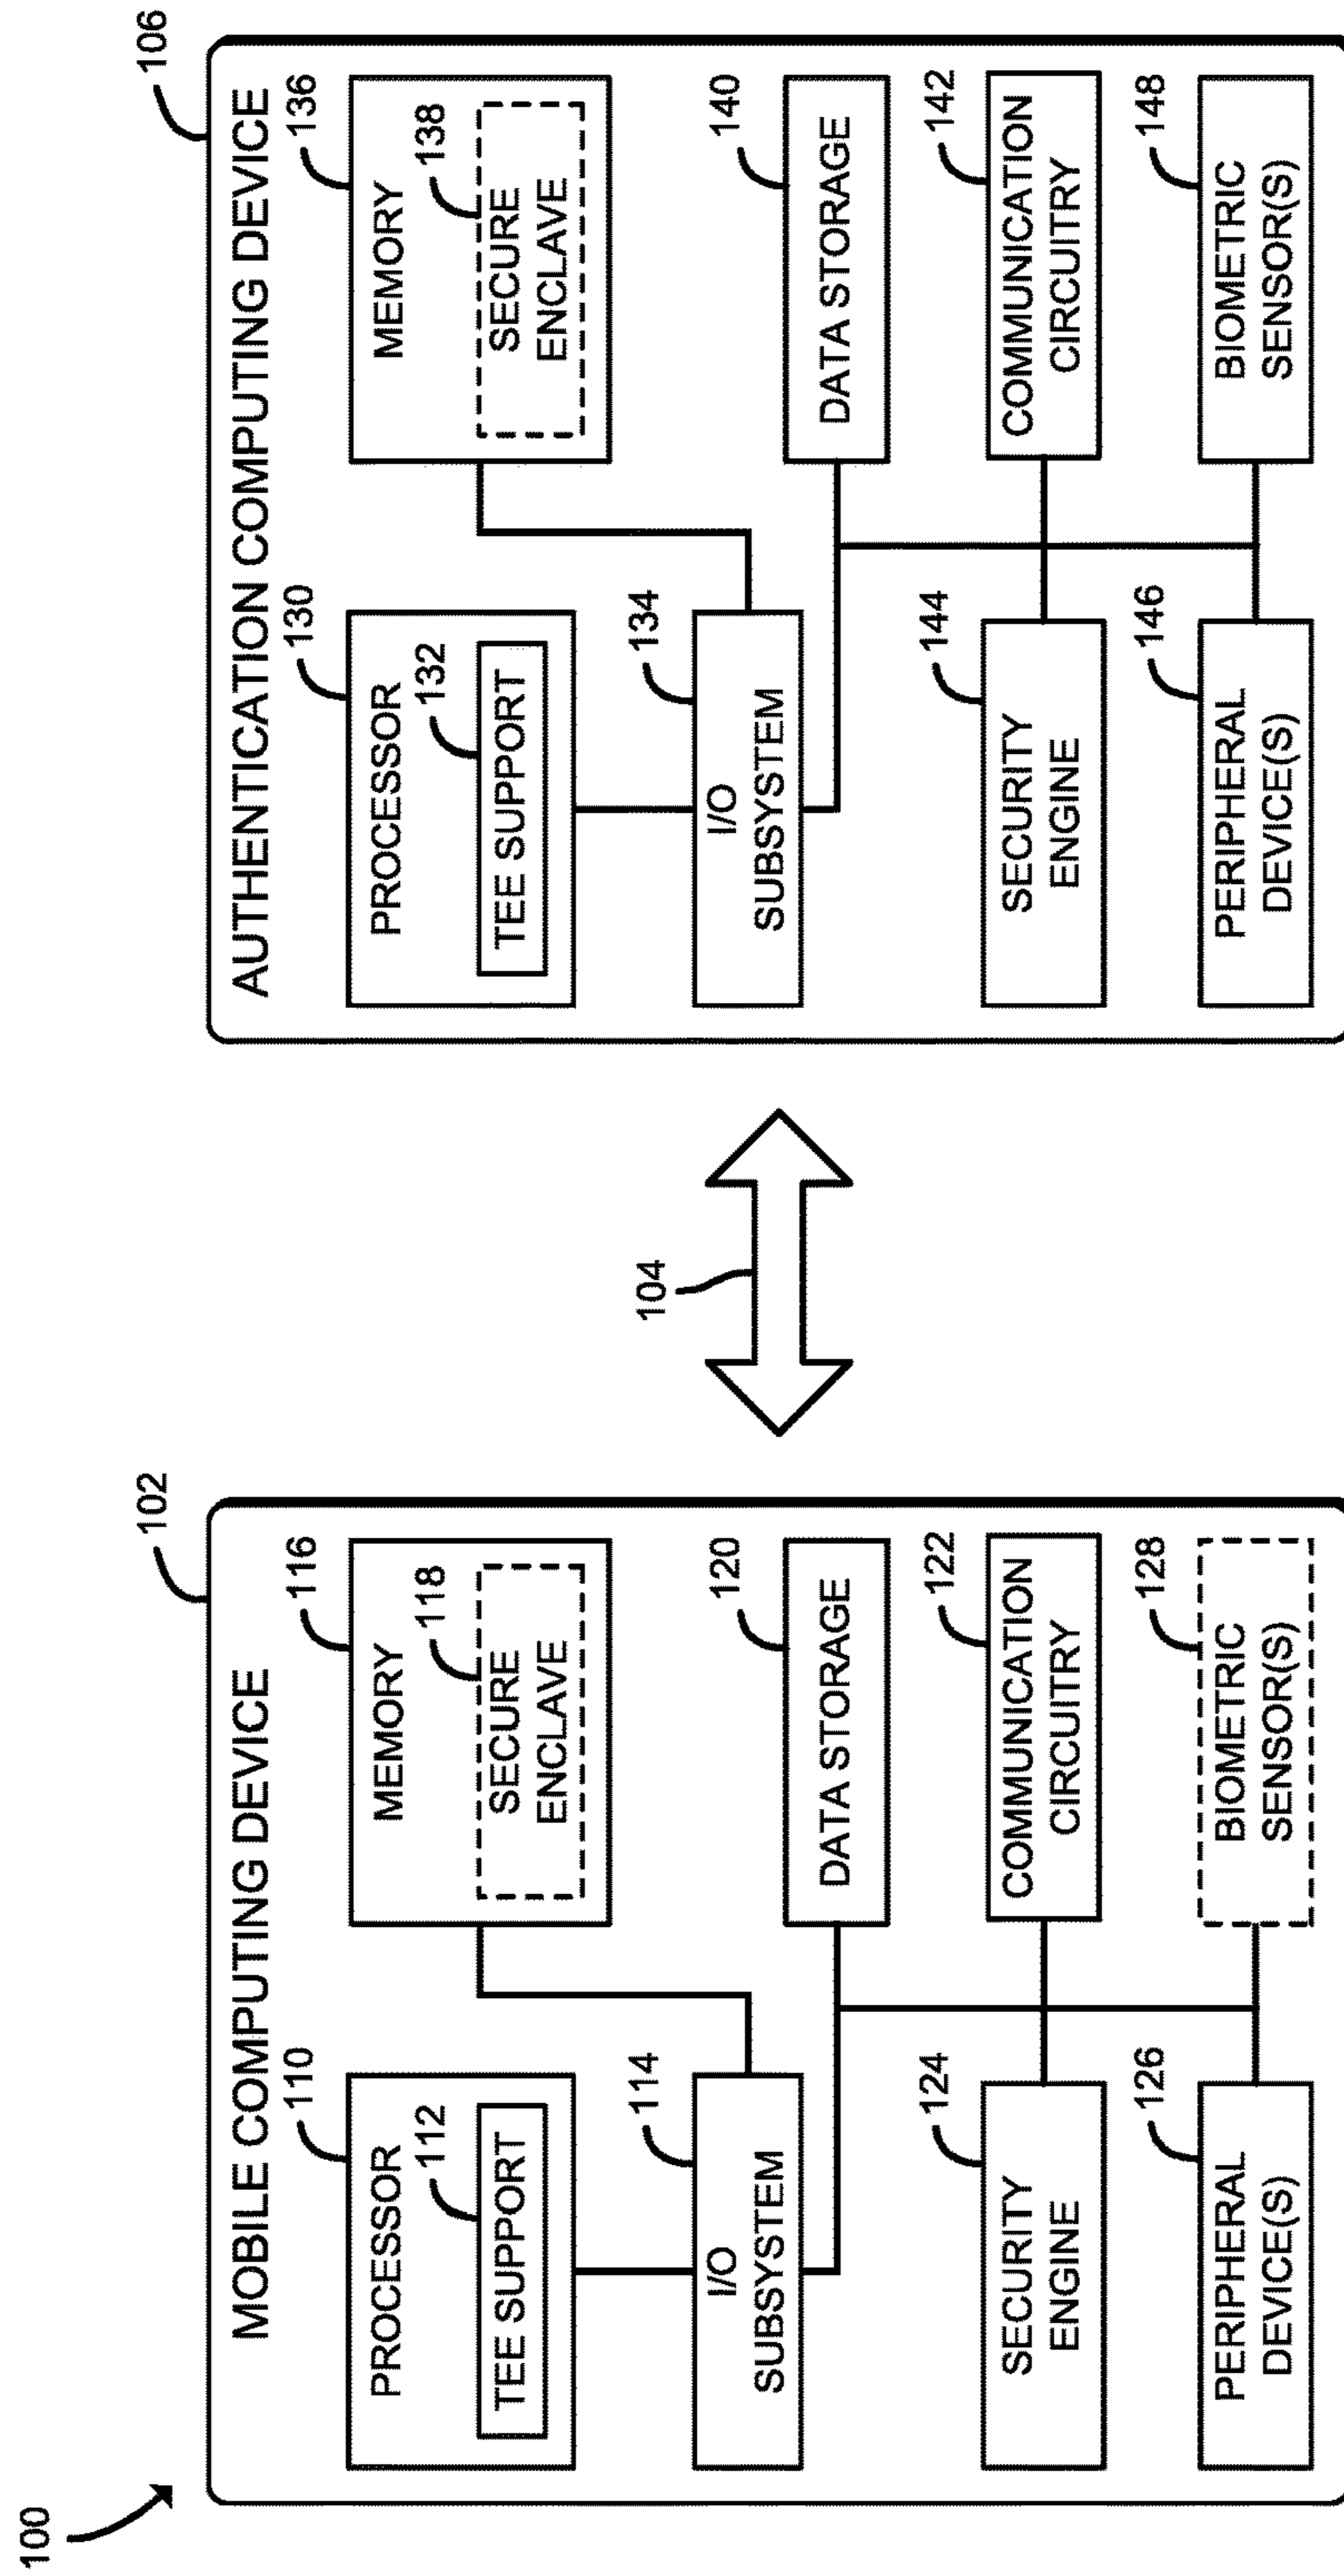 100
102
MOBILE COMPUTING DEVICE
110
PROCESSOR
112
TEE SUPPORT
116
MEMORY
118
SECURE
ENCLAVE
114
I/O
SUBSYSTEM
120
DATA STORAGE
124
SECURITY
ENGINE
122
COMMUNICATION
CIRCUITRY
126
PERIPHERAL
DEVICE(S)
128
BIOMETRIC
SENSOR(S)
104
106
AUTHENTICATION COMPUTING DEVICE
130
PROCESSOR
132
TEE SUPPORT
136
MEMORY
138
SECURE
ENCLAVE
134
I/O
SUBSYSTEM
140
DATA STORAGE
144
SECURITY
ENGINE
142
COMMUNICATION
CIRCUITRY
146
PERIPHERAL
DEVICE(S)
148
BIOMETRIC
SENSOR(S)